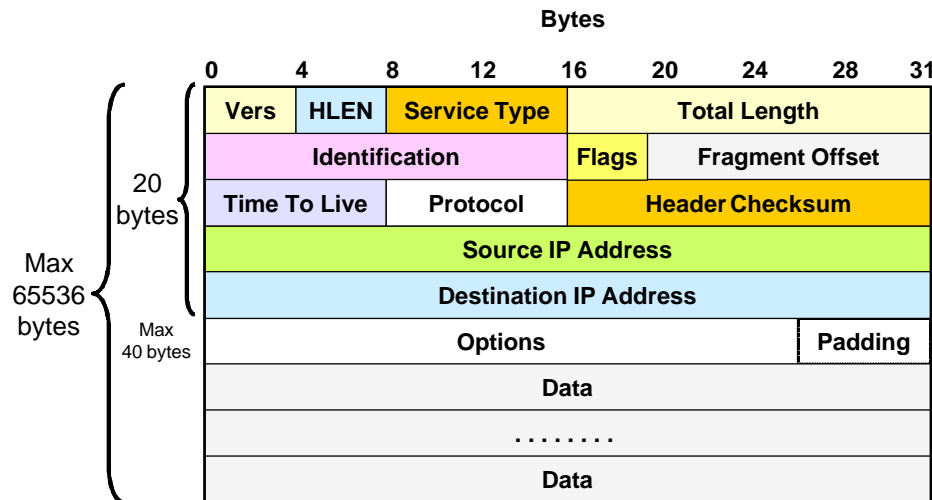 Bytes
0 4 8 12 16 20 24 28 31
Vers HLEN Service Type Total Length
Identification Flags Fragment Offset
20
bytes
Time To Live Protocol Header Checksum
Source IP Address
Max
65536
bytes
Destination IP Address
Max
40 bytes
Options Padding
Data
. . . . . . . .
Data